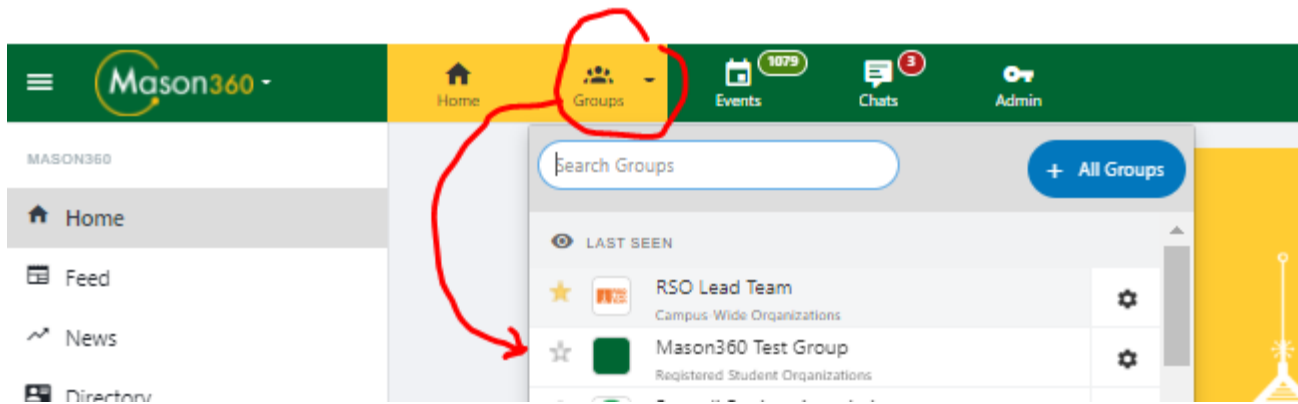 Mason360
Home
Groups
1079
Events
3
Chats
Admin
MASON360
Home
Feed
News
Directory
Search Groups
+ All Groups
LAST SEEN
RSO Lead Team
Campus-Wide Organizations
Mason360 Test Group
Registered Student Organizations